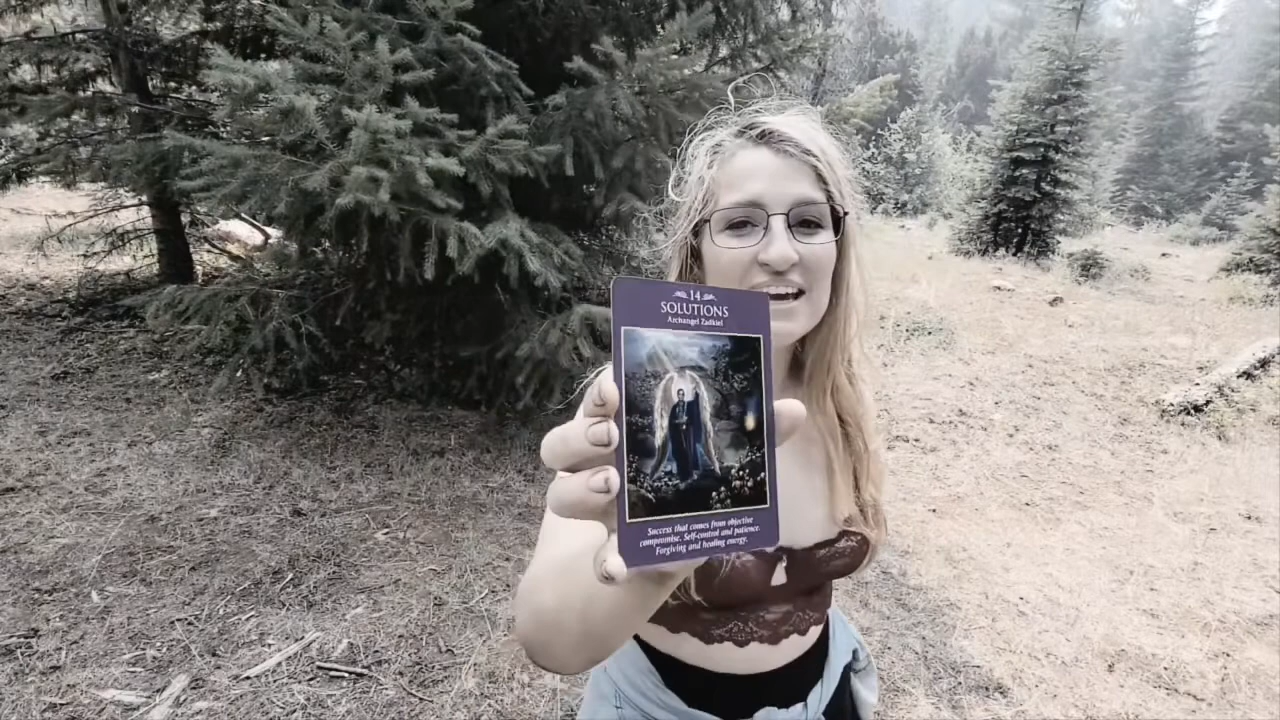 14
SOLUTIONS
Archangel Zadkiel
Success that comes from objective
compromise. Self-control and patience.
Forgiving and healing energy.